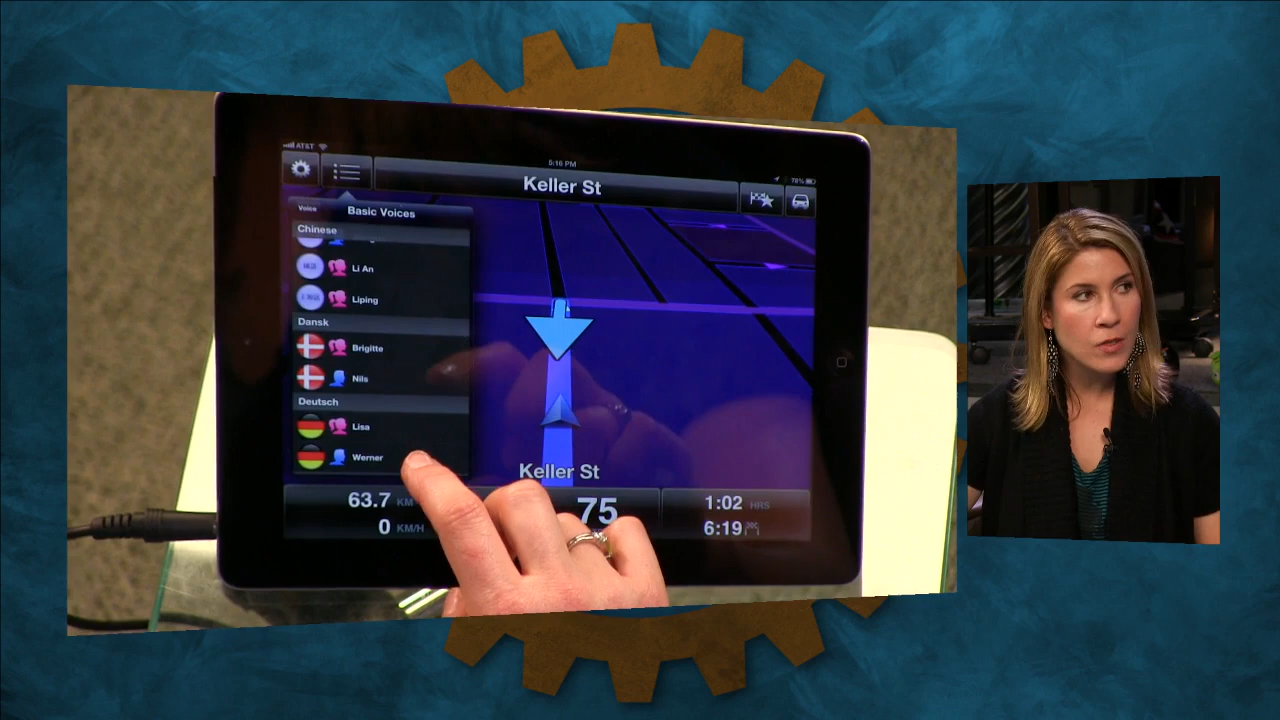 AT&T
5:16 PM
76%
Keller St
Voice
Basic Voices
Chinese
Li An
Liping
Dansk
Brigitte
Nils
Deutsch
Lisa
Werner
Keller St
63.7 KM
0 KM/H
75
1:02 HRS
6:19